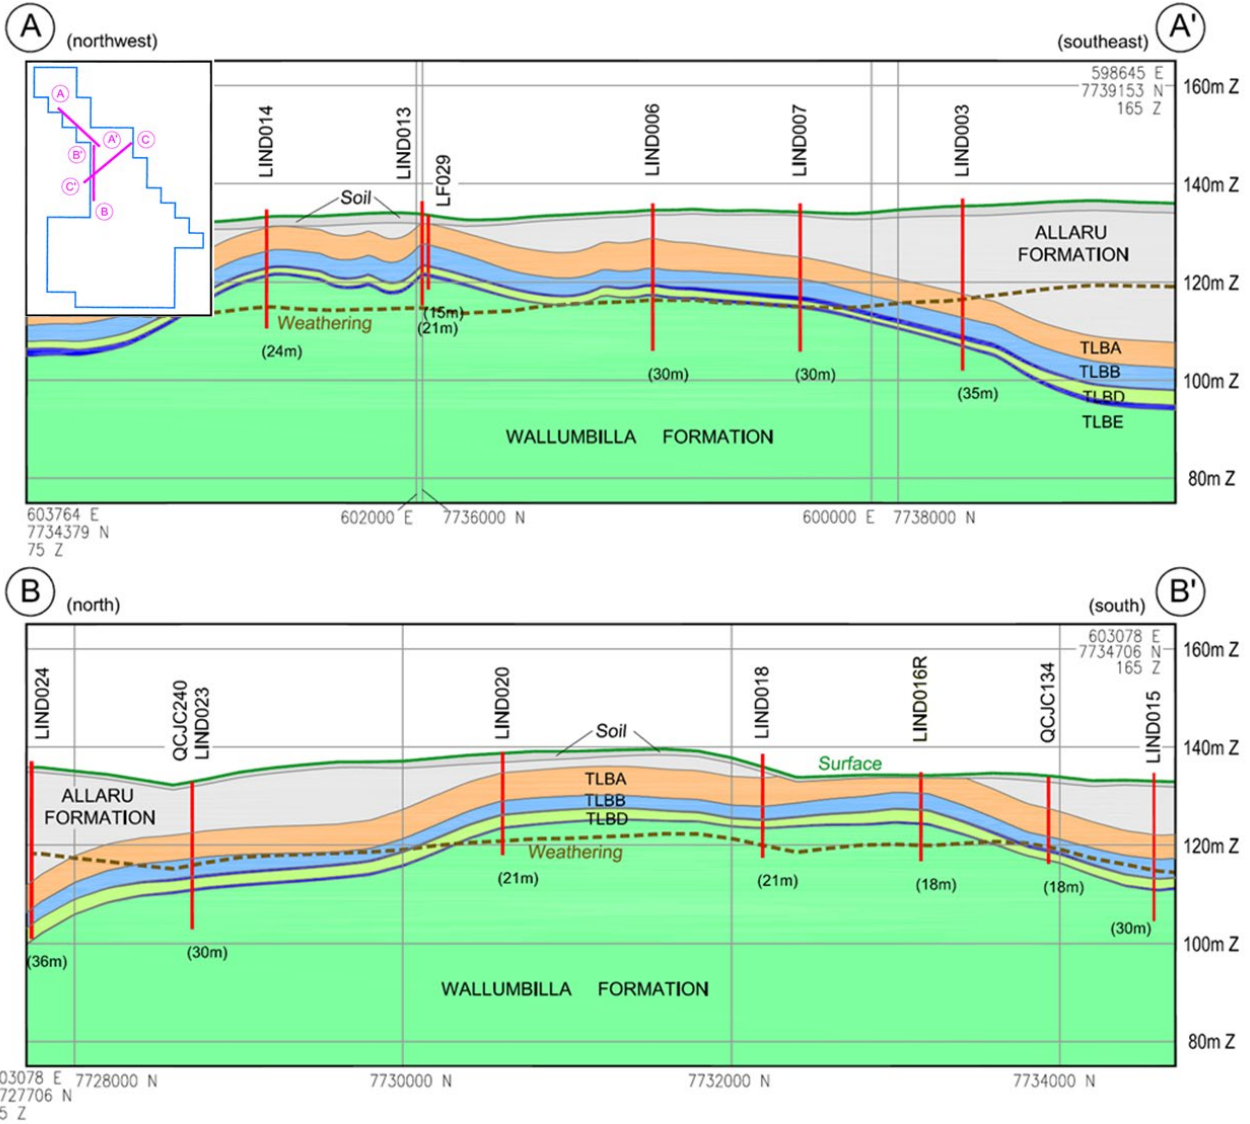 A
(northwest)
(southeast)
A'
598645 E
7739153 N
165 Z
160m Z
A
A'
C
B'
C'
B
LIND014
LIND013
LF029
LIND006
LIND007
LIND003
140m Z
Soil
ALLARU
FORMATION
120m Z
Weathering
(15m)
(21m)
(24m)
(30m)
(30m)
(35m)
TLBA
TLBB
TLBD
TLBE
100m Z
WALLUMBILLA FORMATION
80m Z
603764 E
7734379 N
75 Z
602000 E
7736000 N
600000 E
7738000 N
B
(north)
(south)
B'
603078 E
7734706 N
165 Z
160m Z
LIND024
QCJC240
LIND023
LIND020
LIND018
LIND016R
QCJC134
LIND015
140m Z
Soil
Surface
ALLARU
FORMATION
TLBA
TLBB
TLBD
120m Z
Weathering
(36m)
(30m)
(21m)
(21m)
(18m)
(18m)
(30m)
100m Z
WALLUMBILLA FORMATION
80m Z
03078 E
727706 N
5 Z
7728000 N
7730000 N
7732000 N
7734000 N